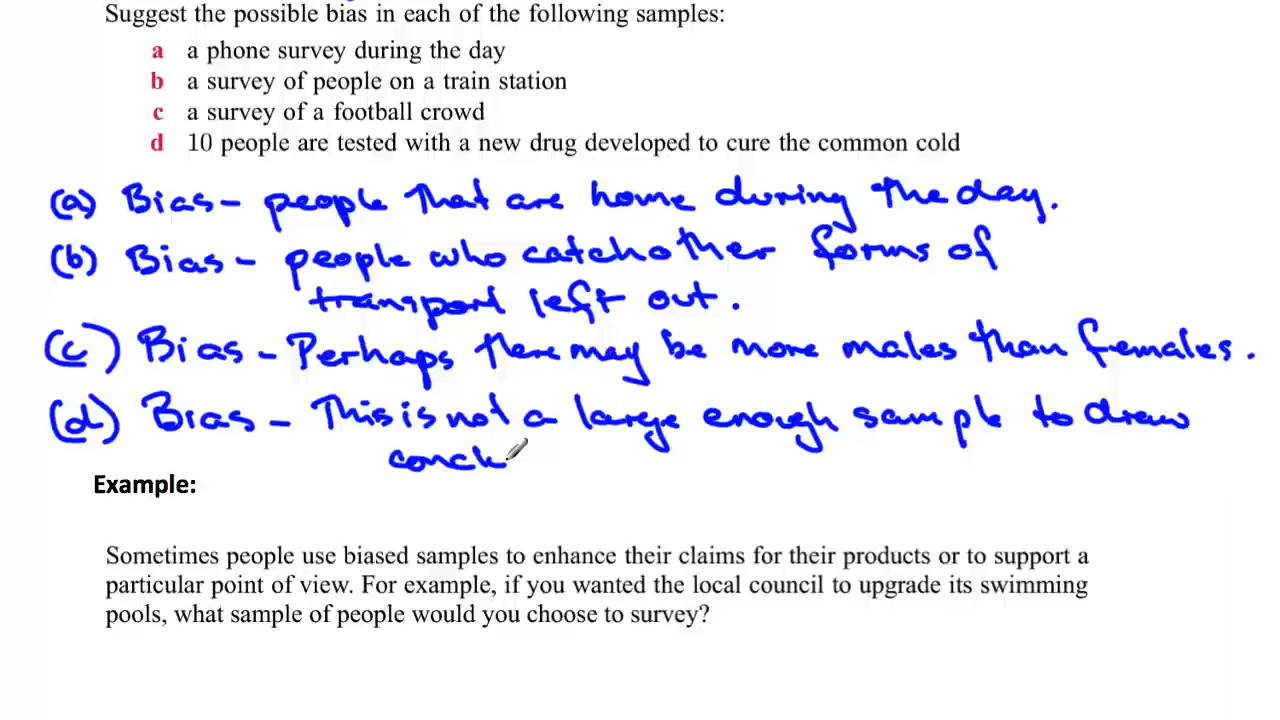 Suggest the possible bias in each of the following samples:
a a phone survey during the day
b a survey of people on a train station
c a survey of a football crowd
d 10 people are tested with a new drug developed to cure the common cold
(a) Bias - people that are home during the day.
(b) Bias - people who catch other forms of
transport left out.
(c) Bias - Perhaps there may be more males than females.
(d) Bias - This is not a large enough sample to draw
concl
Example:
Sometimes people use biased samples to enhance their claims for their products or to support a
particular point of view. For example, if you wanted the local council to upgrade its swimming
pools, what sample of people would you choose to survey?